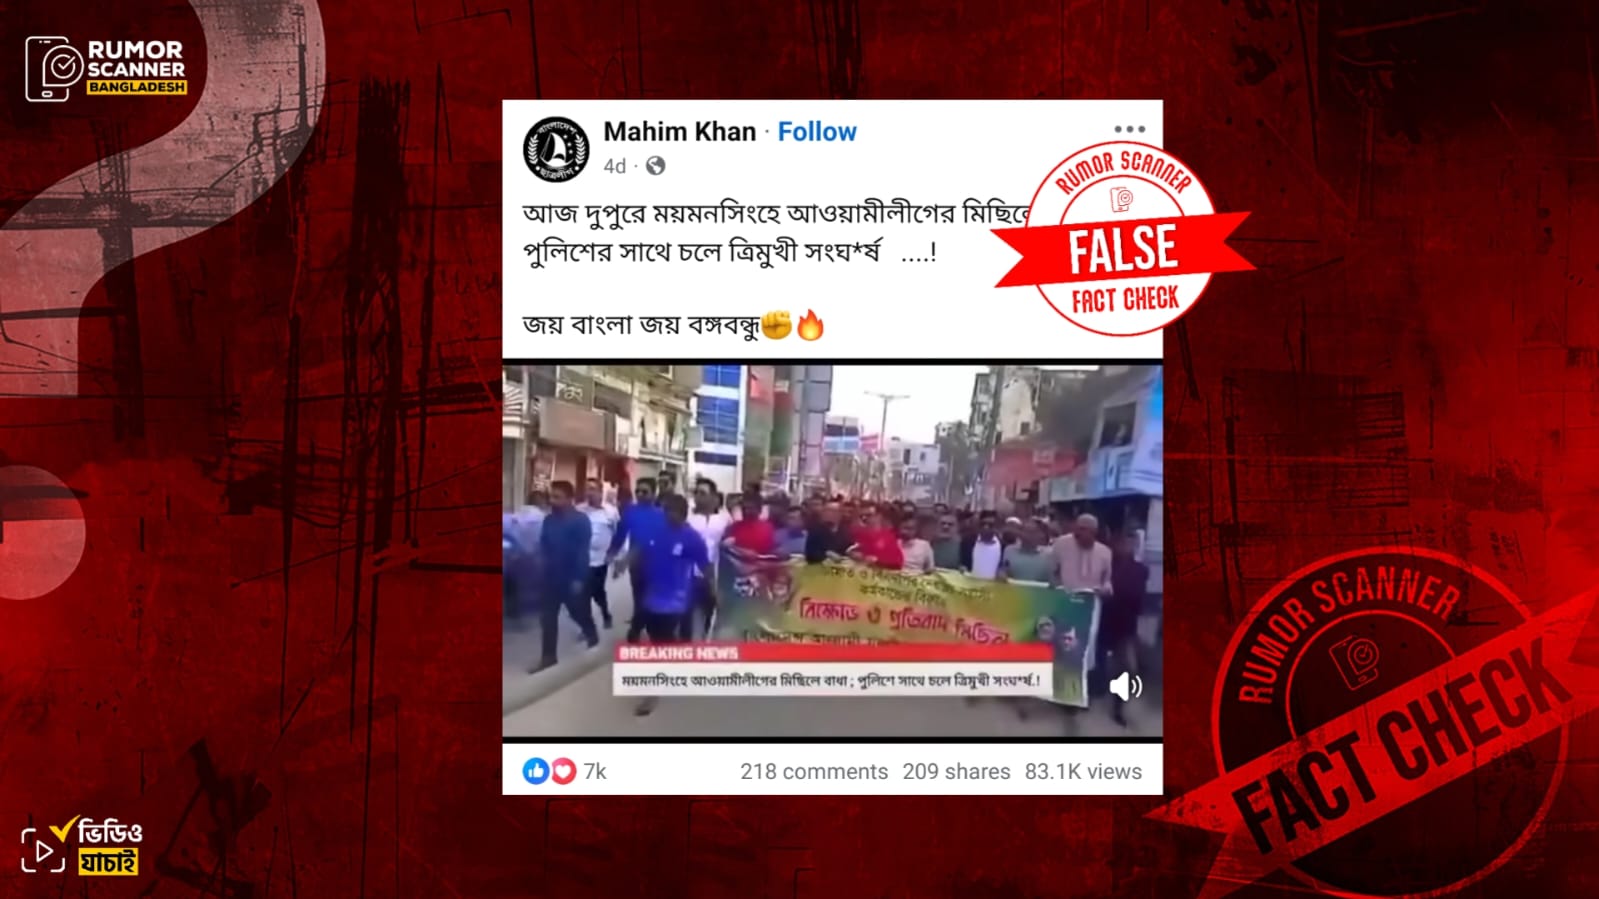 RUMOR
SCANNER
BANGLADESH
Mahim Khan · Follow
4d ·
আজ দুপুরে ময়মনসিংহে আওয়ামীলীগের মিছিলে
পুলিশের সাথে চলে ত্রিমুখী সংঘ*র্ষ ....!
জয় বাংলা জয় বঙ্গবন্ধু✊🔥
RUMOR SCANNER
FALSE
FACT CHECK
কর্মকান্ডের বিরুদ্ধে
বিক্ষোভ ও প্রতিবাদ মিছিল
BREAKING NEWS
ময়মনসিংহে আওয়ামীলীগের মিছিলে বাধা ; পুলিশে সাথে চলে ত্রিমুখী সংঘ*র্ষ.!
7k 218 comments 209 shares 83.1K views
RUMOR SCANNER
FACT CHECK
ভিডিও
যাচাই